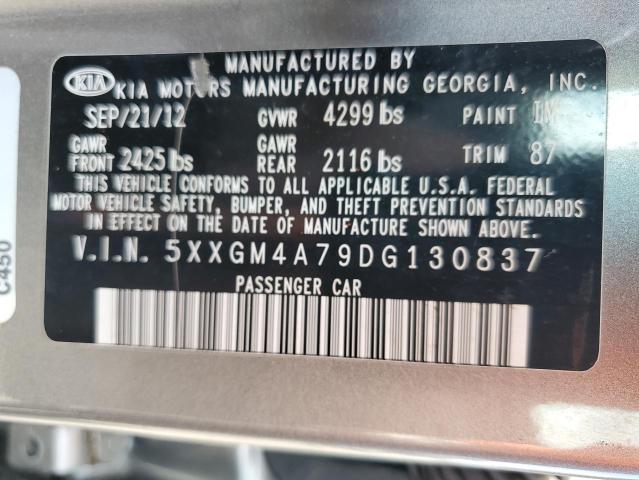 MANUFACTURED BY
KIA KIA MOTORS MANUFACTURING GEORGIA, INC.
SEP/21/12 GVWR 4299 lbs PAINT IM
GAWR FRONT 2425 lbs GAWR REAR 2116 lbs TRIM 87
THIS VEHICLE CONFORMS TO ALL APPLICABLE U.S.A. FEDERAL
MOTOR VEHICLE SAFETY, BUMPER, AND THEFT PREVENTION STANDARDS
IN EFFECT ON THE DATE OF MANUFACTURE SHOWN ABOVE.
V.I.N. 5XXGM4A79DG130837
PASSENGER CAR
C450